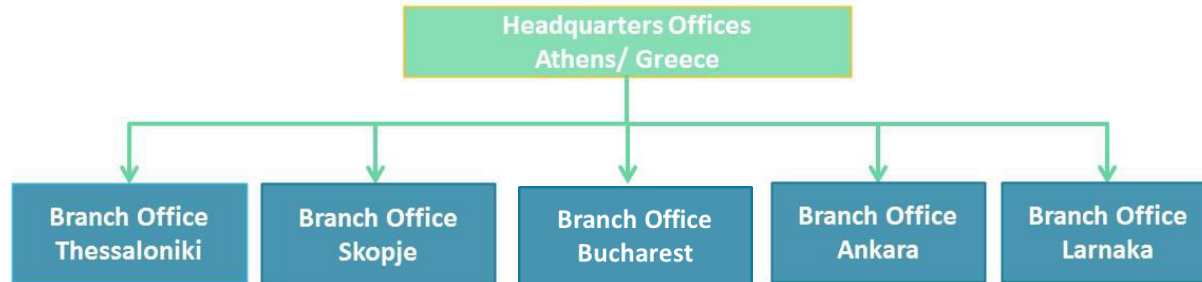 Headquarters Offices
Athens/ Greece
Branch Office
Thessaloniki
Branch Office
Skopje
Branch Office
Bucharest
Branch Office
Ankara
Branch Office
Larnaka